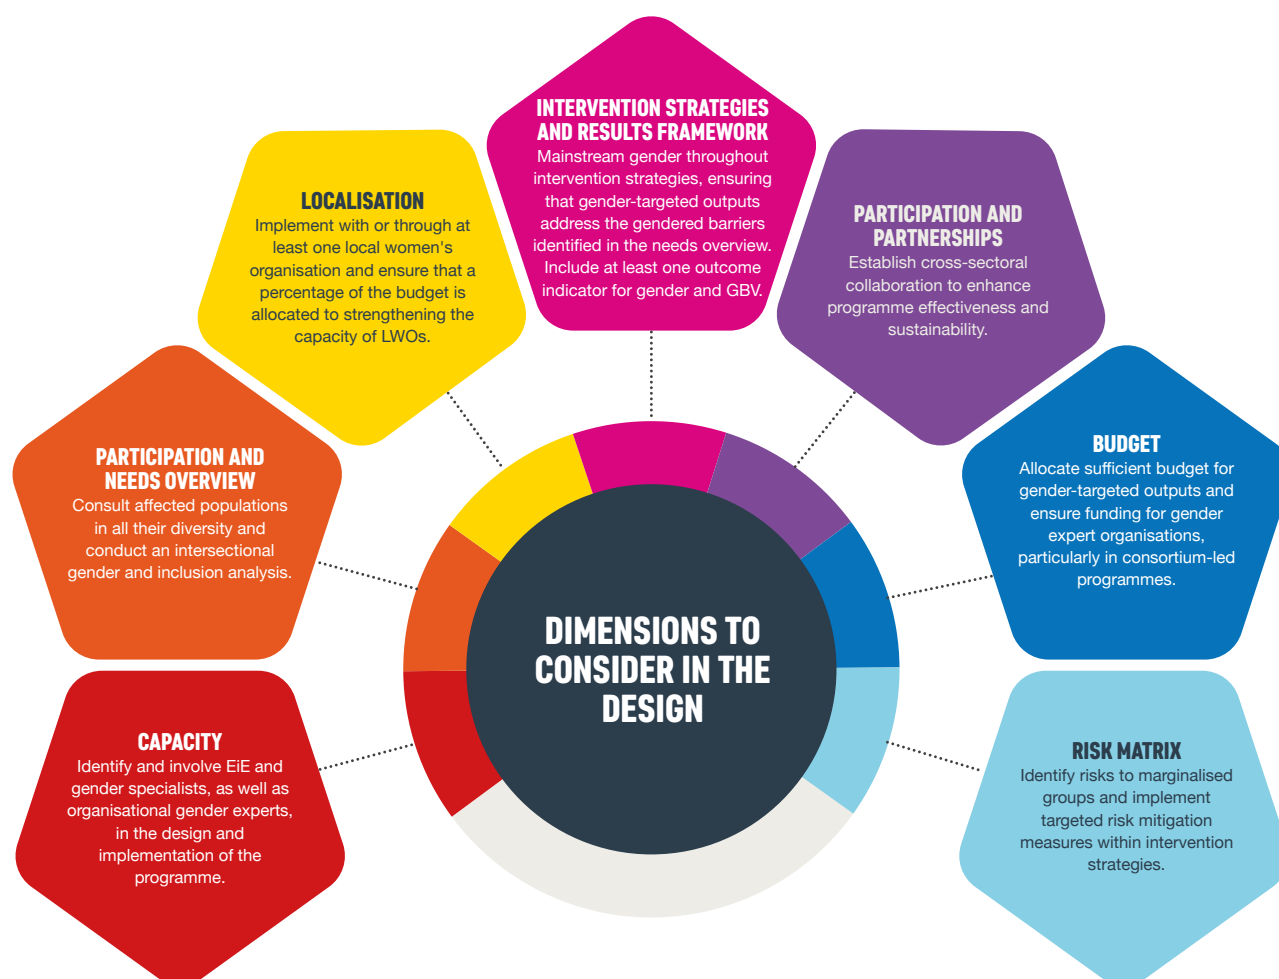 INTERVENTION STRATEGIES
AND RESULTS FRAMEWORK
Mainstream gender throughout
intervention strategies, ensuring
that gender-targeted outputs
address the gendered barriers
identified in the needs overview.
Include at least one outcome
indicator for gender and GBV.
LOCALISATION
Implement with or through at
least one local women's
organisation and ensure that a
percentage of the budget is
allocated to strengthening the
capacity of LWOs.
PARTICIPATION AND
PARTNERSHIPS
Establish cross-sectoral
collaboration to enhance
programme effectiveness and
sustainability.
PARTICIPATION AND
NEEDS OVERVIEW
Consult affected populations
in all their diversity and
conduct an intersectional
gender and inclusion analysis.
BUDGET
Allocate sufficient budget for
gender-targeted outputs and
ensure funding for gender
expert organisations,
particularly in consortium-led
programmes.
DIMENSIONS TO
CONSIDER IN THE
DESIGN
CAPACITY
Identify and involve EiE and
gender specialists, as well as
organisational gender experts,
in the design and
implementation of the
programme.
RISK MATRIX
Identify risks to marginalised
groups and implement
targeted risk mitigation
measures within intervention
strategies.